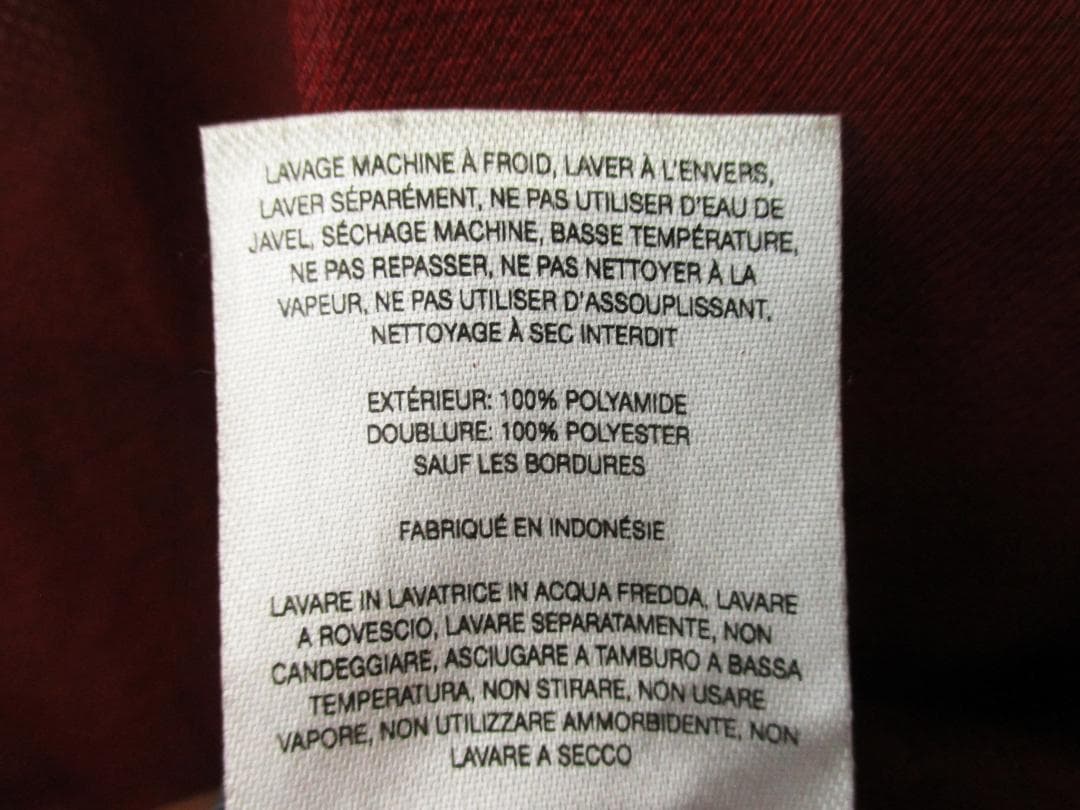 LAVAGE MACHINE À FROID, LAVER À L'ENVERS,
LAVER SÉPARÉMENT, NE PAS UTILISER D'EAU DE
JAVEL, SÉCHAGE MACHINE, BASSE TEMPÉRATURE,
NE PAS REPASSER, NE PAS NETTOYER À LA
VAPEUR, NE PAS UTILISER D'ASSOUPLISSANT,
NETTOYAGE À SEC INTERDIT
EXTÉRIEUR: 100% POLYAMIDE
DOUBLURE: 100% POLYESTER
SAUF LES BORDURES
FABRIQUÉ EN INDONÉSIE
LAVARE IN LAVATRICE IN ACQUA FREDDA, LAVARE
A ROVESCIO, LAVARE SEPARATAMENTE, NON
CANDEGGIARE, ASCIUGARE A TAMBURO A BASSA
TEMPERATURA, NON STIRARE, NON USARE
VAPORE, NON UTILIZZARE AMMORBIDENTE, NON
LAVARE A SECCO